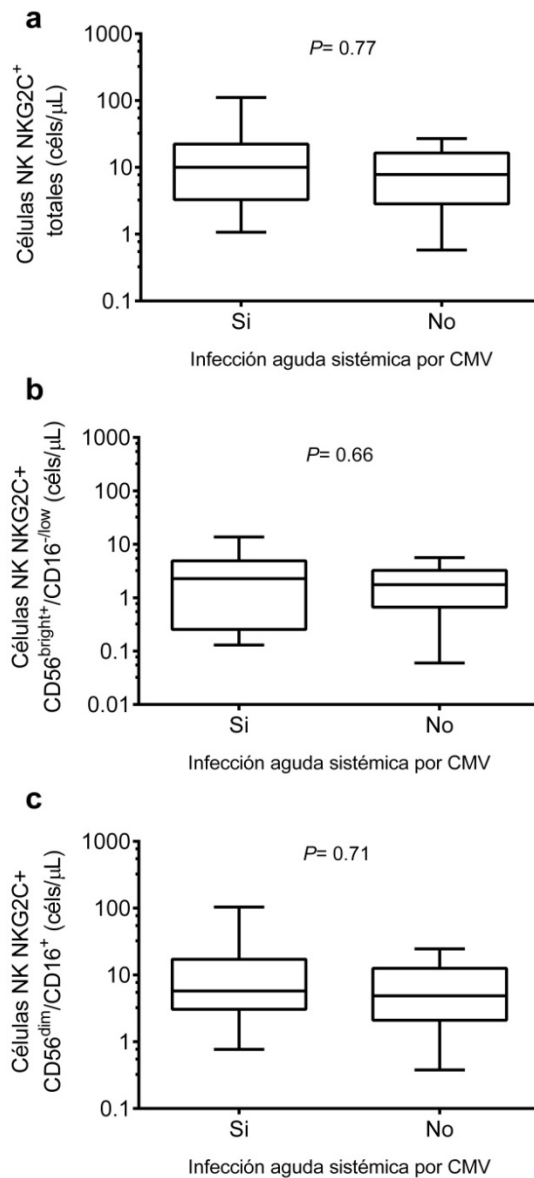 a
Células NK NKG2C⁺
totales (céls/µL)
1000
100
10
1
0.1
P= 0.77
Si No
Infección aguda sistémica por CMV
b
Células NK NKG2C+
CD56ᵇʳⁱᵍʰᵗ⁺/CD16⁻/ˡᵒʷ (céls/µL)
1000
100
10
1
0.1
0.01
P= 0.66
Si No
Infección aguda sistémica por CMV
c
Células NK NKG2C+
CD56ᵈⁱᵐ/CD16⁺ (céls/µL)
1000
100
10
1
0.1
P= 0.71
Si No
Infección aguda sistémica por CMV